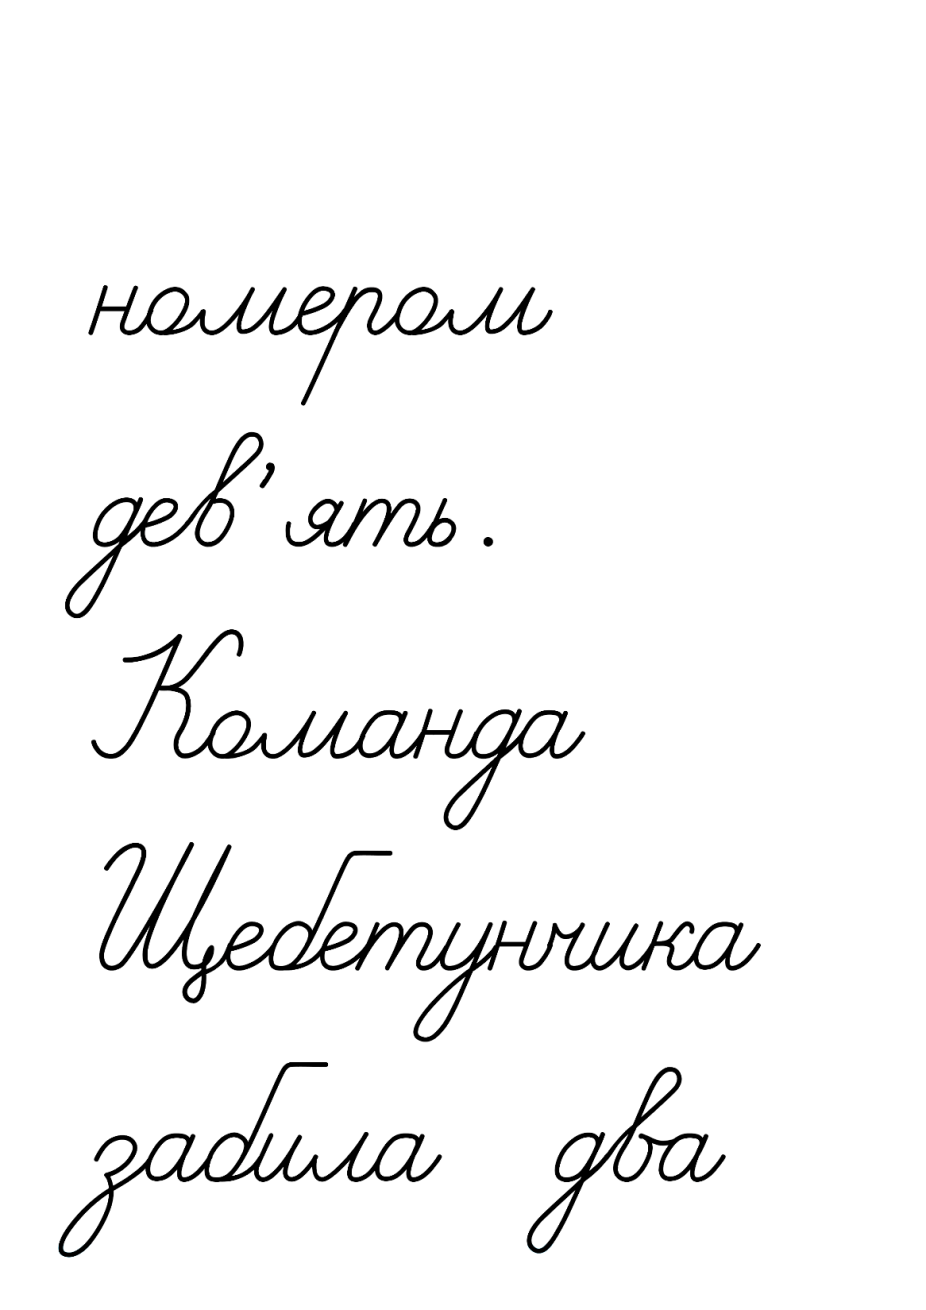 номером
дев'ять.
Команда
Щебетунчика
забила два